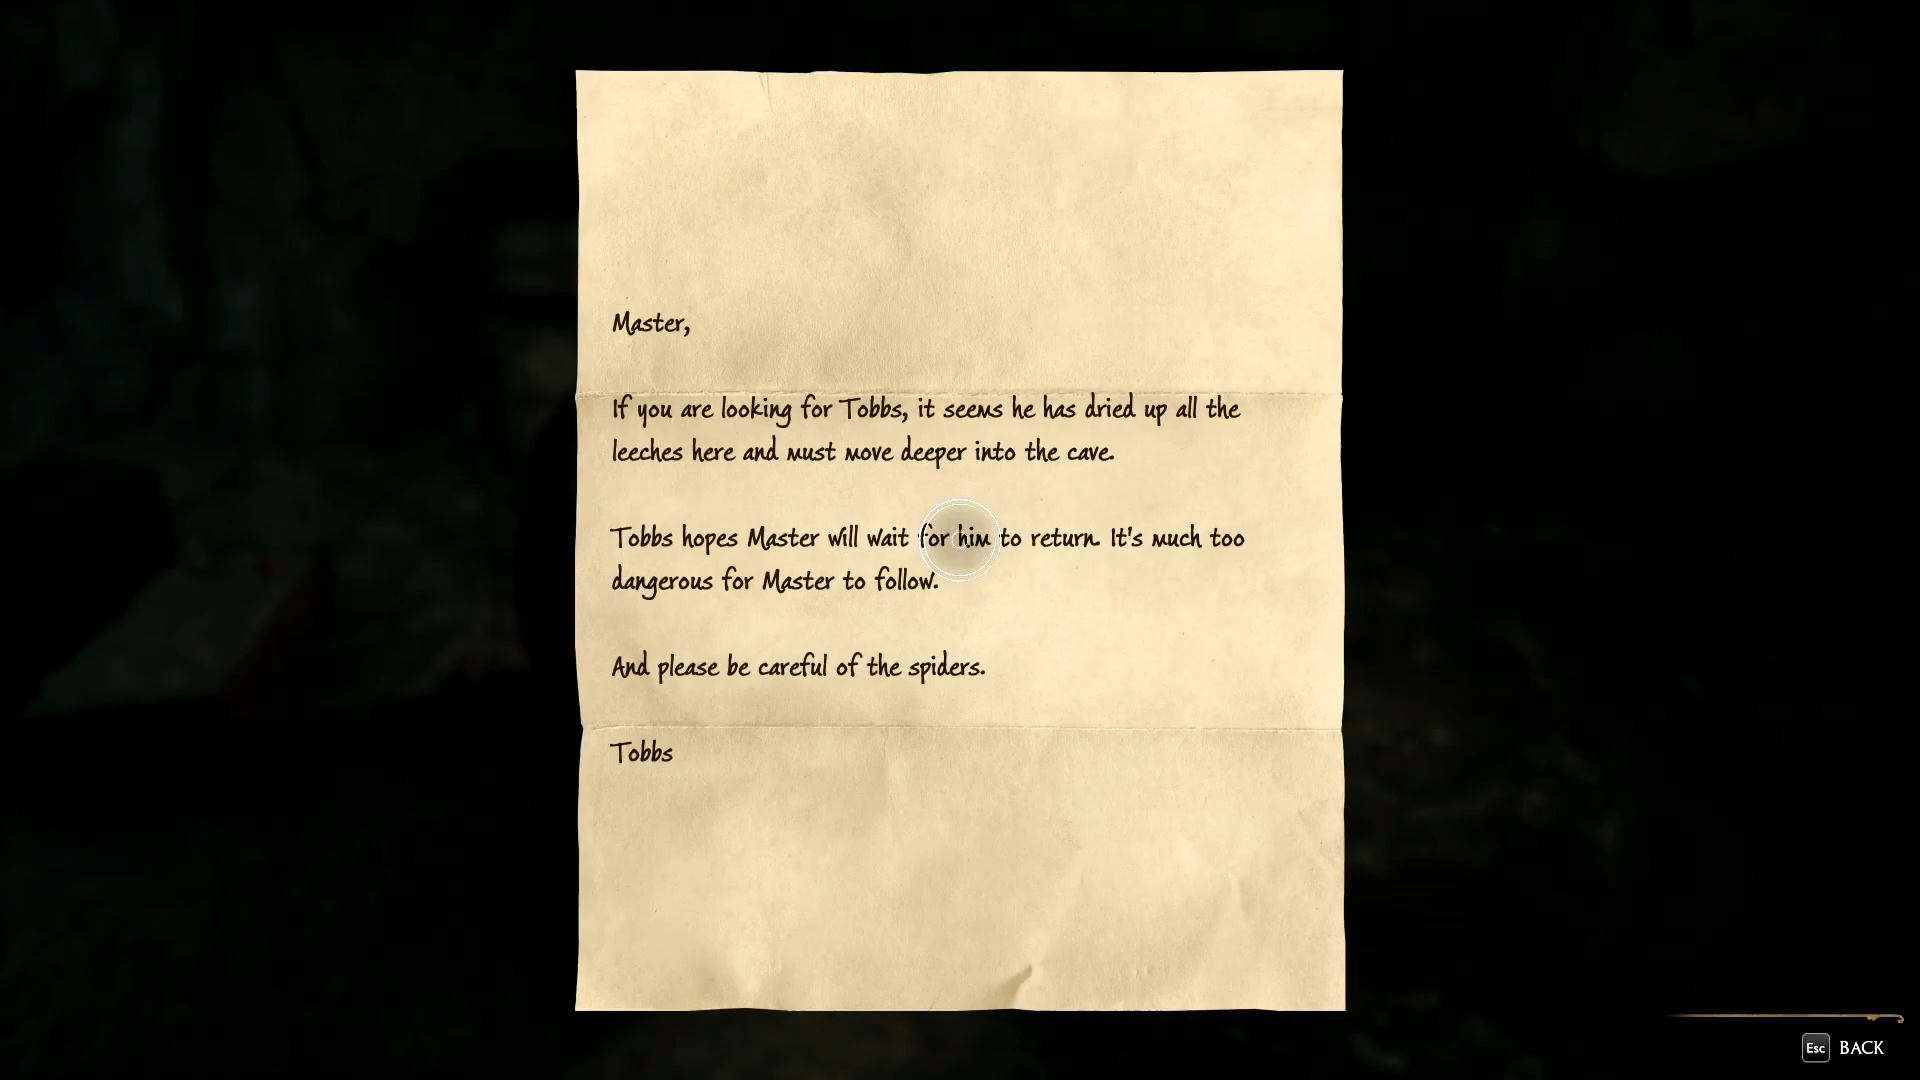 Master,
If you are looking for Tobbs, it seems he has dried up all the
leeches here and must move deeper into the cave.
Tobbs hopes Master will wait for him to return. It's much too
dangerous for Master to follow.
And please be careful of the spiders.
Tobbs
Esc BACK